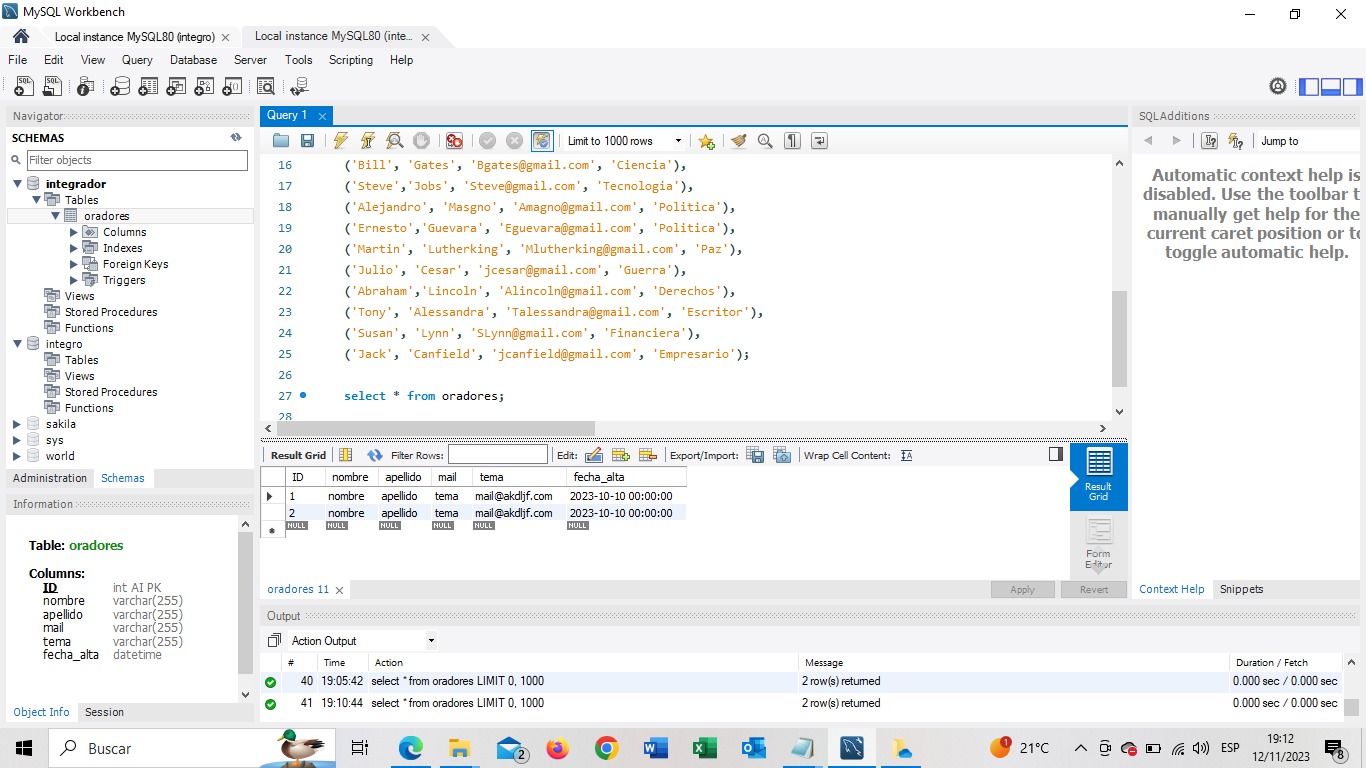 MySQL Workbench
Local instance MySQL80 (integro) Local instance MySQL80 (inte...
File Edit View Query Database Server Tools Scripting Help
Navigator
SCHEMAS
Filter objects
integrador
Tables
oradores
Columns
Indexes
Foreign Keys
Triggers
Views
Stored Procedures
Functions
integro
Tables
Views
Stored Procedures
Functions
sakila
sys
world
Administration Schemas
Information
Table: oradores
Columns:
ID int AI PK
nombre varchar(255)
apellido varchar(255)
mail varchar(255)
tema varchar(255)
fecha_alta datetime
Object Info Session
Query 1
Limit to 1000 rows
16 ('Bill', 'Gates', 'Bgates@gmail.com', 'Ciencia'),
17 ('Steve','Jobs', 'Steve@gmail.com', 'Tecnologia'),
18 ('Alejandro', 'Masgno', 'Amagno@gmail.com', 'Politica'),
19 ('Ernesto','Guevara', 'Eguevara@gmail.com', 'Politica'),
20 ('Martin', 'Lutherking', 'Mlutherking@gmail.com', 'Paz'),
21 ('Julio', 'Cesar', 'jcesar@gmail.com', 'Guerra'),
22 ('Abraham','Lincoln', 'Alincoln@gmail.com', 'Derechos'),
23 ('Tony', 'Alessandra', 'Talessandra@gmail.com', 'Escritor'),
24 ('Susan', 'Lynn', 'SLynn@gmail.com', 'Financiera'),
25 ('Jack', 'Canfield', 'jcanfield@gmail.com', 'Empresario');
26
27 select * from oradores;
28
Result Grid Filter Rows: Edit: Export/Import: Wrap Cell Content: IA
ID nombre apellido mail tema fecha_alta
1 nombre apellido tema mail@akdljf.com 2023-10-10 00:00:00
2 nombre apellido tema mail@akdljf.com 2023-10-10 00:00:00
NULL NULL NULL NULL NULL NULL
Result
Grid
Form
Editor
oradores 11 Apply Revert
Output
Action Output
# Time Action Message Duration / Fetch
40 19:05:42 select * from oradores LIMIT 0, 1000 2 row(s) returned 0.000 sec / 0.000 sec
41 19:10:44 select * from oradores LIMIT 0, 1000 2 row(s) returned 0.000 sec / 0.000 sec
SQLAdditions
Jump to
Automatic context help is
disabled. Use the toolbar t
manually get help for the
current caret position or to
toggle automatic help.
Context Help Snippets
Buscar
2
1 21°C
ESP
19:12
12/11/2023
8